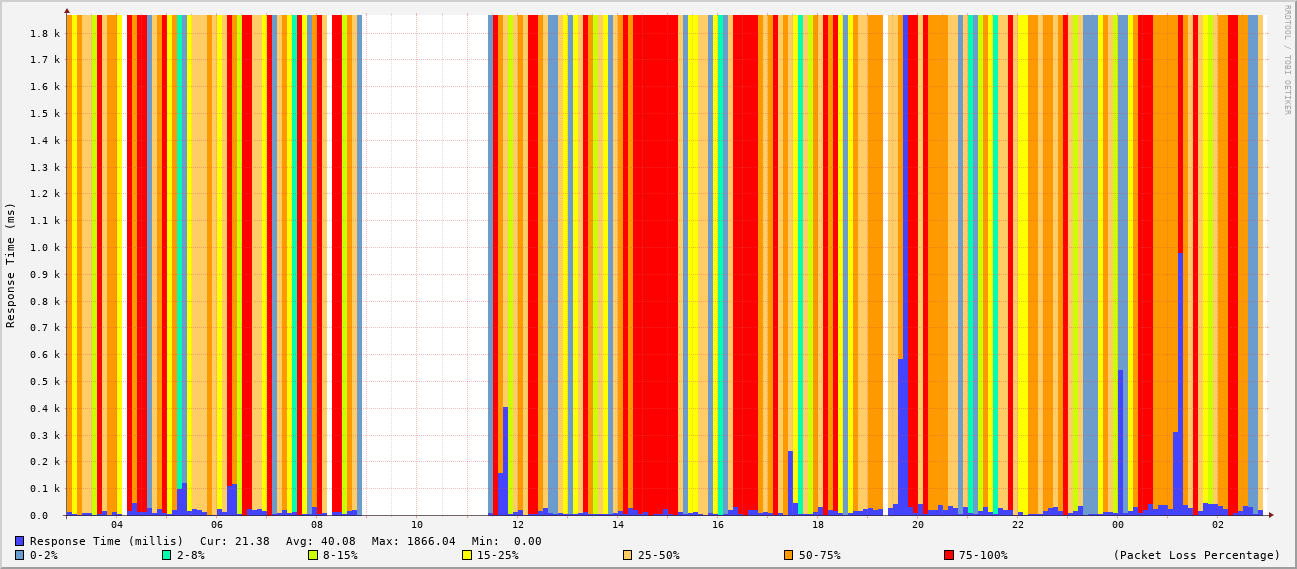 RRDTOOL / TOBI OETIKER
Response Time (ms)
1.8 k
1.7 k
1.6 k
1.5 k
1.4 k
1.3 k
1.2 k
1.1 k
1.0 k
0.9 k
0.8 k
0.7 k
0.6 k
0.5 k
0.4 k
0.3 k
0.2 k
0.1 k
0.0
04 06 08 10 12 14 16 18 20 22 00 02
Response Time (millis) Cur: 21.38 Avg: 40.08 Max: 1866.04 Min: 0.00
0-2% 2-8% 8-15% 15-25% 25-50% 50-75% 75-100% (Packet Loss Percentage)